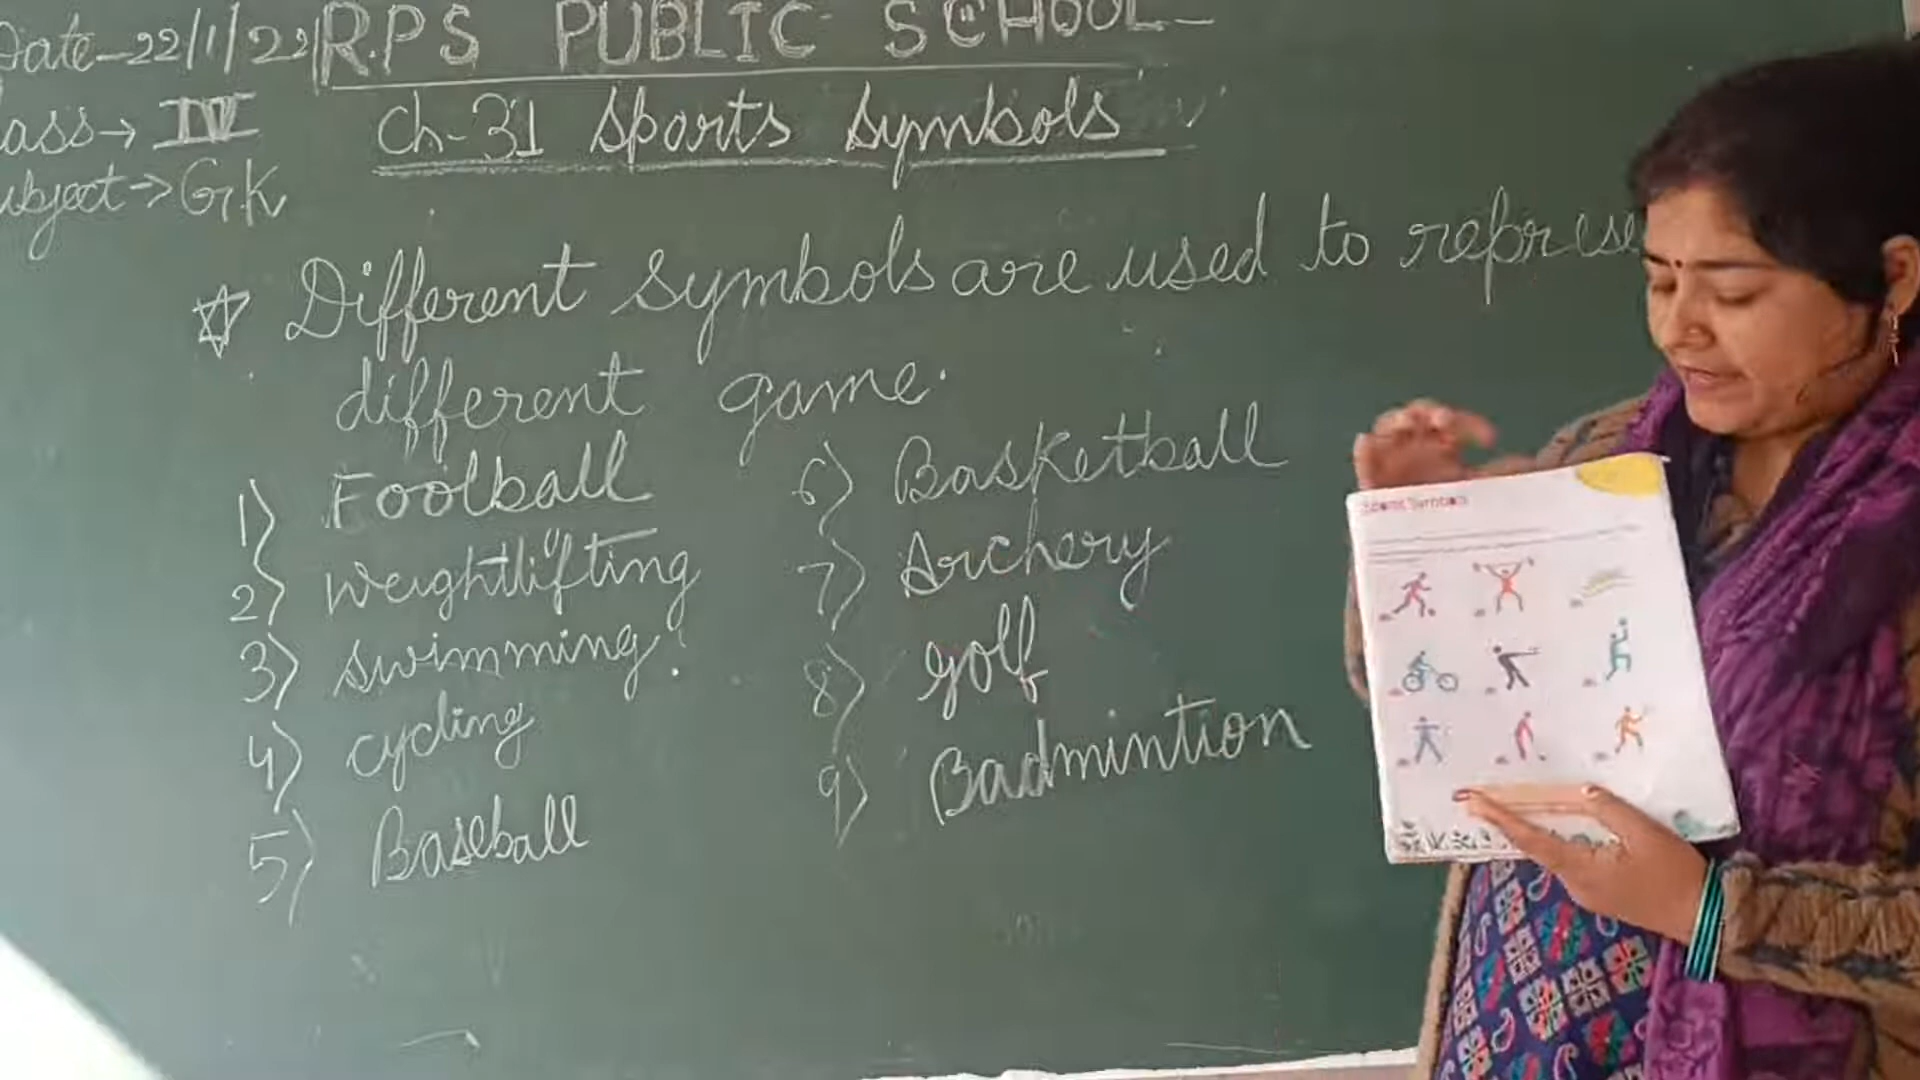 Date-22/1/22
R.P.S PUBLIC SCHOOL
Class→ IV
Ch-31 Sports Symbols
Subject→ G.K
Different symbols are used to
different game.
1) Football
2) Weightlifting
3) swimming
4) cycling
5) Baseball
6) Basketball
7) Archery
8) golf
9) Badmintion
Sports Symbols